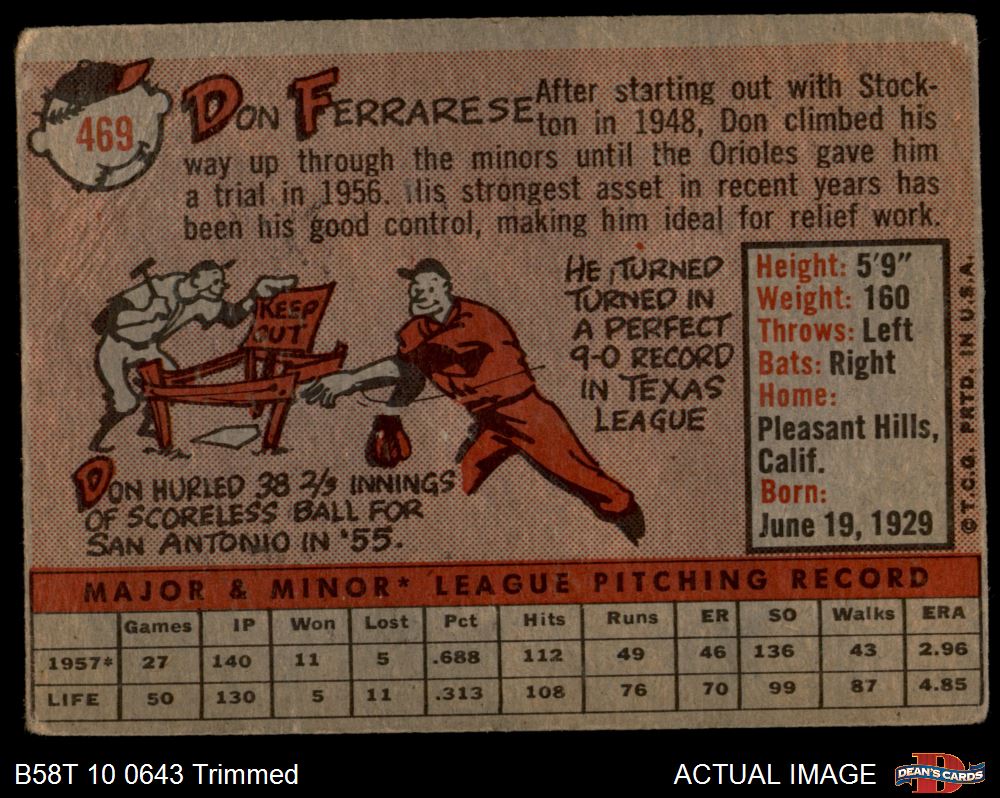 469
DON FERRARESE
After starting out with Stock-
ton in 1948, Don climbed his
way up through the minors until the Orioles gave him
a trial in 1956. His strongest asset in recent years has
been his good control, making him ideal for relief work.
KEEP
OUT
HE TURNED
TURNED IN
A PERFECT
9-0 RECORD
IN TEXAS
LEAGUE
DON HURLED 38 2/3 INNINGS
OF SCORELESS BALL FOR
SAN ANTONIO IN '55.
Height: 5'9"
Weight: 160
Throws: Left
Bats: Right
Home:
Pleasant Hills,
Calif.
Born:
June 19, 1929
©T.C.G. PRTD. IN U.S.A.
MAJOR & MINOR* LEAGUE PITCHING RECORD
Games IP Won Lost Pct Hits Runs ER SO Walks ERA
1957* 27 140 11 5 .688 112 49 46 136 43 2.96
LIFE 50 130 5 11 .313 108 76 70 99 87 4.85
B58T 10 0643 Trimmed
ACTUAL IMAGE
D
DEAN'S CARDS